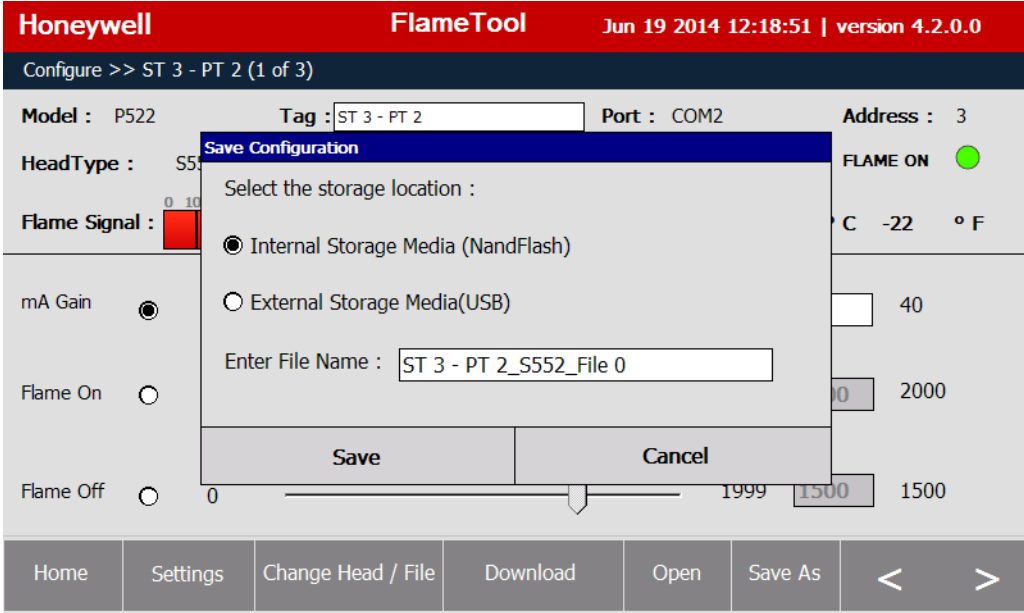 Honeywell FlameTool Jun 19 2014 12:18:51 | version 4.2.0.0
Configure >> ST 3 - PT 2 (1 of 3)
Model : P522 Tag : ST 3 - PT 2 Port : COM2 Address : 3
Save Configuration
HeadType : S55 FLAME ON
Select the storage location :
0 10
Flame Signal : ° C -22 ° F
Internal Storage Media (NandFlash)
mA Gain 40
External Storage Media(USB)
Enter File Name : ST 3 - PT 2_S552_File 0
Flame On 00 2000
Save Cancel
Flame Off 0 1999 1500 1500
Home Settings Change Head / File Download Open Save As < >